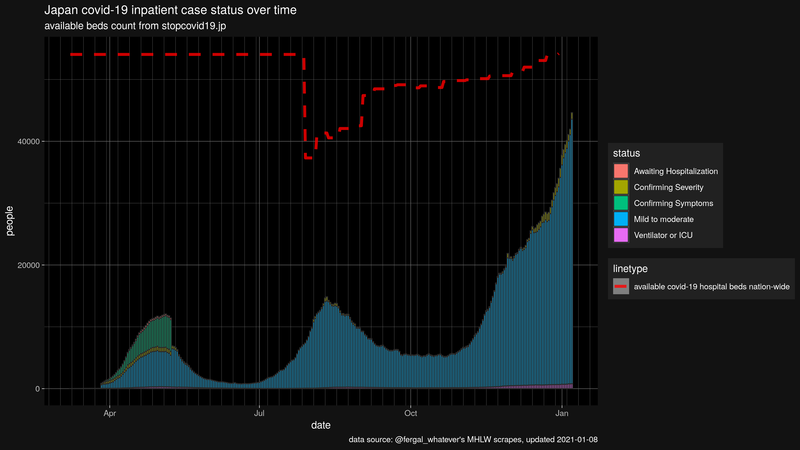 Japan covid-19 inpatient case status over time
available beds count from stopcovid19.jp
people
40000
20000
0
Apr
Jul
Oct
Jan
date
status
Awaiting Hospitalization
Confirming Severity
Confirming Symptoms
Mild to moderate
Ventilator or ICU
linetype
available covid-19 hospital beds nation-wide
data source: @fergal_whatever's MHLW scrapes, updated 2021-01-08